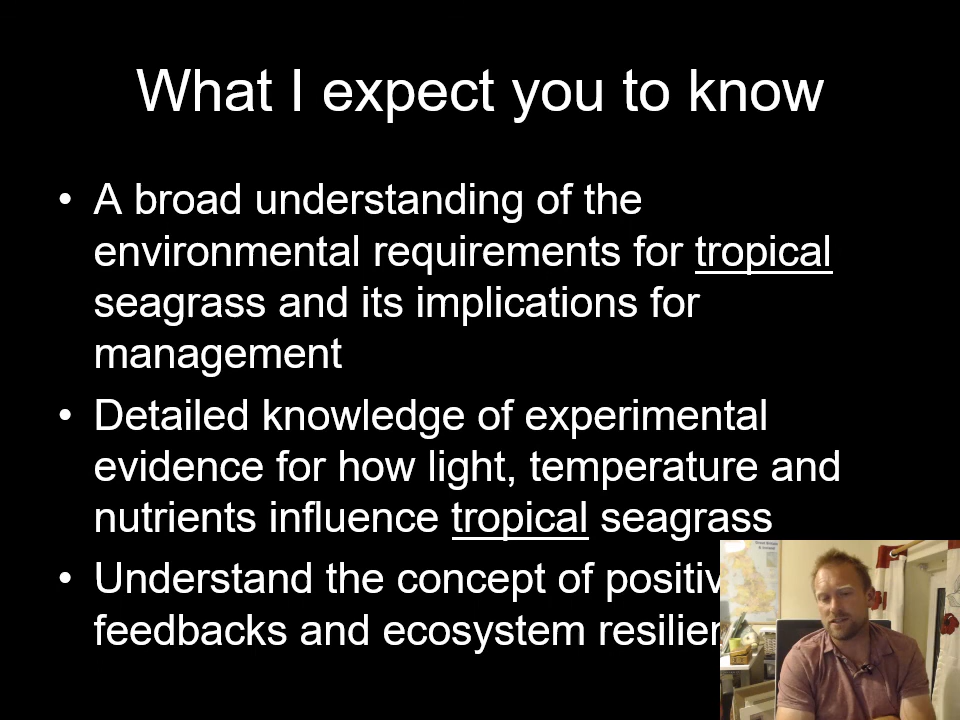 What I expect you to know
• A broad understanding of the
environmental requirements for tropical
seagrass and its implications for
management
• Detailed knowledge of experimental
evidence for how light, temperature and
nutrients influence tropical seagrass
• Understand the concept of
feedbacks and ecosystem